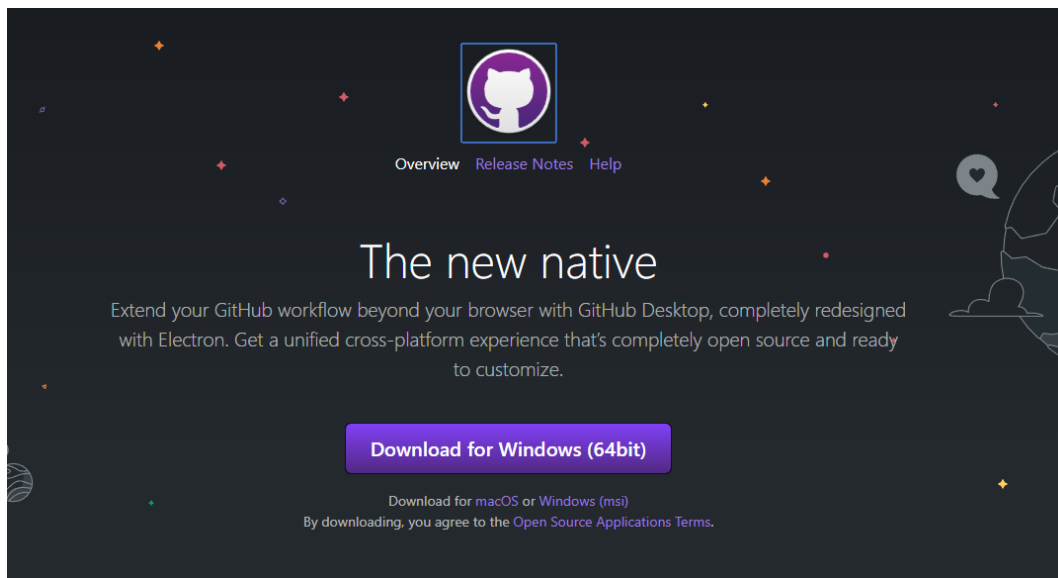 Overview Release Notes Help
The new native
Extend your GitHub workflow beyond your browser with GitHub Desktop, completely redesigned
with Electron. Get a unified cross-platform experience that's completely open source and ready
to customize.
Download for Windows (64bit)
Download for macOS or Windows (msi)
By downloading, you agree to the Open Source Applications Terms.